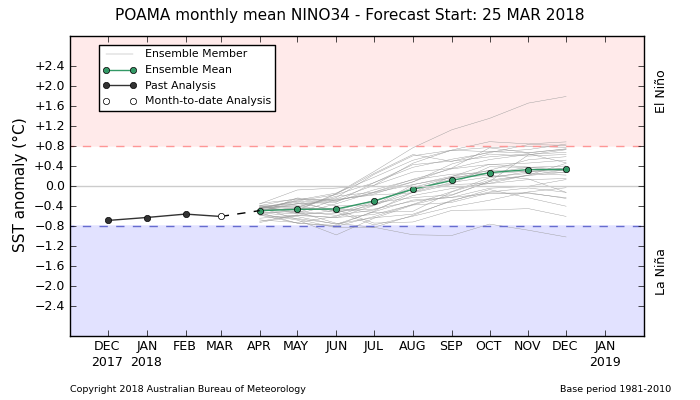 POAMA monthly mean NINO34 - Forecast Start: 25 MAR 2018
Ensemble Member
Ensemble Mean
Past Analysis
Month-to-date Analysis
SST anomaly (°C)
+2.4
+2.0
+1.6
+1.2
+0.8
+0.4
0.0
−0.4
−0.8
−1.2
−1.6
−2.0
−2.4
El Niño
La Niña
DEC JAN FEB MAR APR MAY JUN JUL AUG SEP OCT NOV DEC JAN
2017 2018 2019
Copyright 2018 Australian Bureau of Meteorology Base period 1981-2010